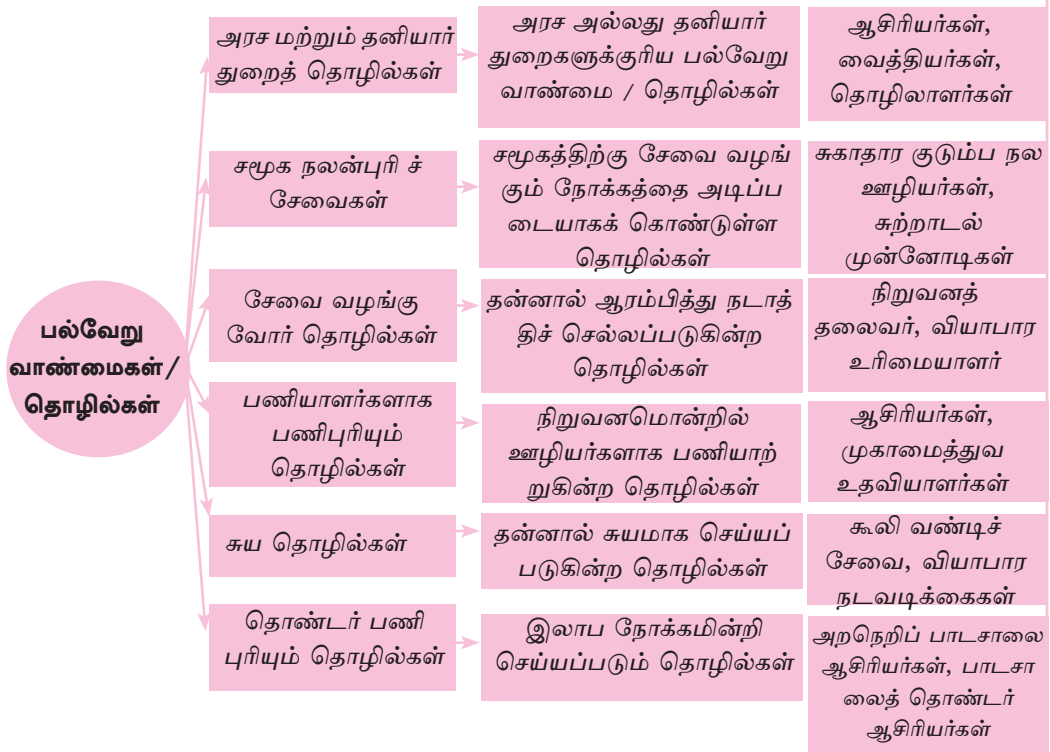 பல்வேறு
வாண்மைகள்/
தொழில்கள்
அரச மற்றும் தனியார்
துறைத் தொழில்கள்
அரச அல்லது தனியார்
துறைகளுக்குரிய பல்வேறு
வாண்மை / தொழில்கள்
ஆசிரியர்கள்,
வைத்தியர்கள்,
தொழிலாளர்கள்
சமூக நலன்புரி ச்
சேவைகள்
சமூகத்திற்கு சேவை வழங்
கும் நோக்கத்தை அடிப்ப
டையாகக் கொண்டுள்ள
தொழில்கள்
சுகாதார குடும்ப நல
ஊழியர்கள்,
சுற்றாடல்
முன்னோடிகள்
சேவை வழங்கு
வோர் தொழில்கள்
தன்னால் ஆரம்பித்து நடாத்
திச் செல்லப்படுகின்ற
தொழில்கள்
நிறுவனத்
தலைவர், வியாபார
உரிமையாளர்
பணியாளர்களாக
பணிபுரியும்
தொழில்கள்
நிறுவனமொன்றில்
ஊழியர்களாக பணியாற்
றுகின்ற தொழில்கள்
ஆசிரியர்கள்,
முகாமைத்துவ
உதவியாளர்கள்
சுய தொழில்கள்
தன்னால் சுயமாக செய்யப்
படுகின்ற தொழில்கள்
கூலி வண்டிச்
சேவை, வியாபார
நடவடிக்கைகள்
தொண்டர் பணி
புரியும் தொழில்கள்
இலாப நோக்கமின்றி
செய்யப்படும் தொழில்கள்
அறநெறிப் பாடசாலை
ஆசிரியர்கள், பாடசா
லைத் தொண்டர்
ஆசிரியர்கள்